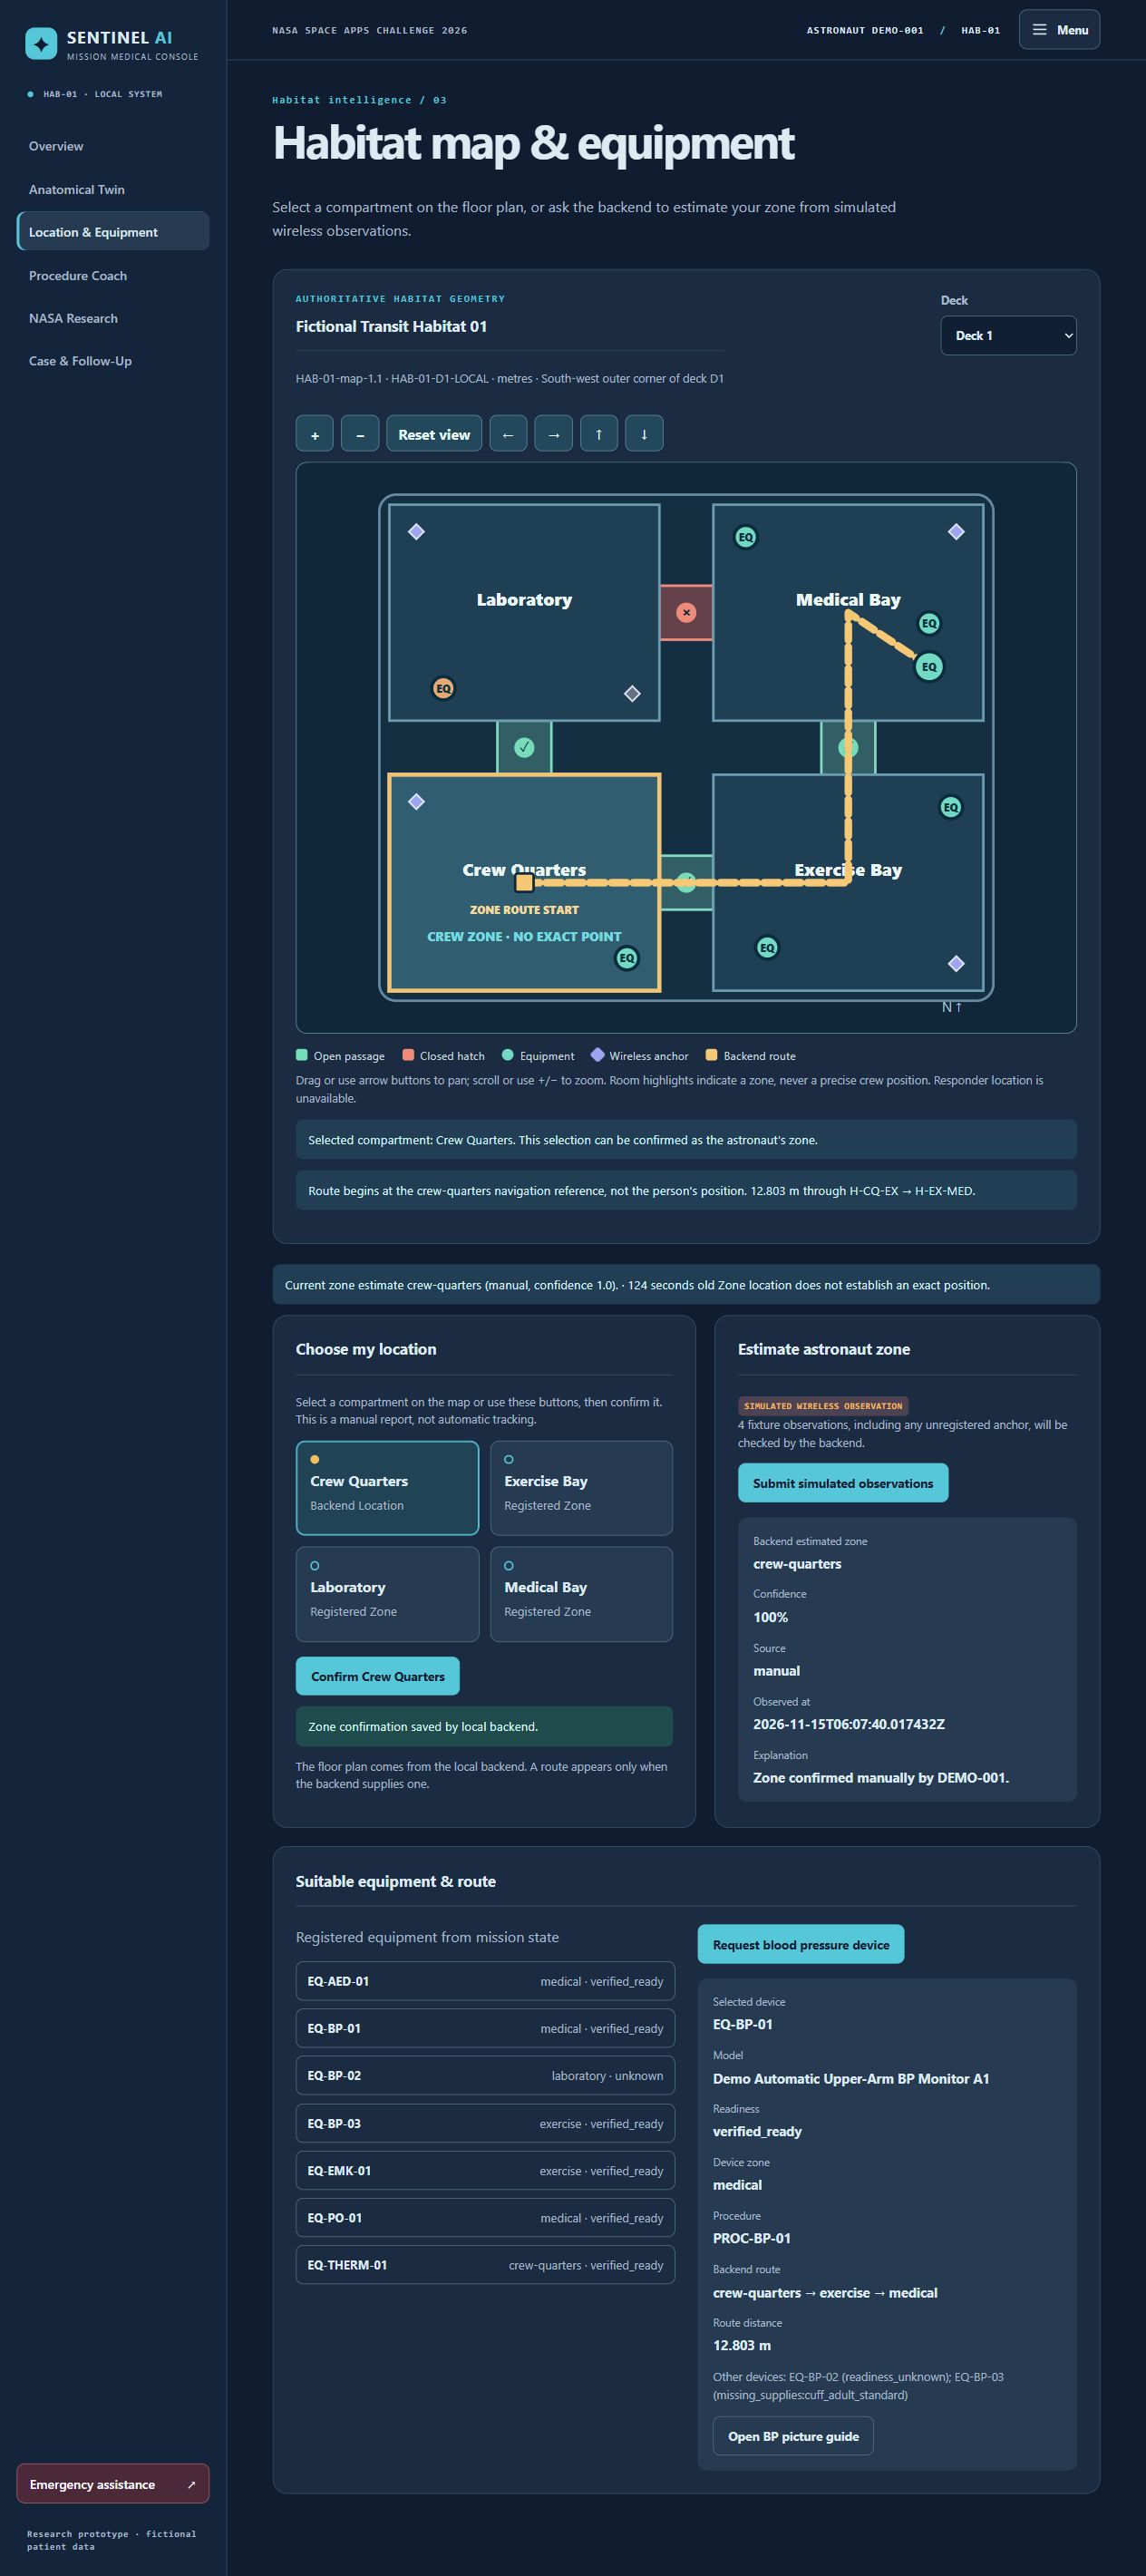 SENTINEL AI
MISSION MEDICAL CONSOLE
HAB-01 · LOCAL SYSTEM
Overview
Anatomical Twin
Location & Equipment
Procedure Coach
NASA Research
Case & Follow-Up
Emergency assistance ↗
Research prototype · fictional
patient data
NASA SPACE APPS CHALLENGE 2026
ASTRONAUT DEMO-001 / HAB-01
Menu
Habitat intelligence / 03
Habitat map & equipment
Select a compartment on the floor plan, or ask the backend to estimate your zone from simulated
wireless observations.
AUTHORITATIVE HABITAT GEOMETRY
Fictional Transit Habitat 01
Deck
Deck 1
HAB-01-map-1.1 · HAB-01-D1-LOCAL · metres · South-west outer corner of deck D1
+ − Reset view ← → ↑ ↓
EQ
Laboratory
Medical Bay
×
EQ
EQ
EQ
✓
EQ
Crew Quarters
Exercise Bay
ZONE ROUTE START
CREW ZONE · NO EXACT POINT
EQ
EQ
N ↑
Open passage
Closed hatch
Equipment
Wireless anchor
Backend route
Drag or use arrow buttons to pan; scroll or use +/− to zoom. Room highlights indicate a zone, never a precise crew position. Responder location is
unavailable.
Selected compartment: Crew Quarters. This selection can be confirmed as the astronaut's zone.
Route begins at the crew-quarters navigation reference, not the person's position. 12.803 m through H-CQ-EX → H-EX-MED.
Current zone estimate crew-quarters (manual, confidence 1.0). · 124 seconds old Zone location does not establish an exact position.
Choose my location
Select a compartment on the map or use these buttons, then confirm it.
This is a manual report, not automatic tracking.
Crew Quarters
Backend Location
Exercise Bay
Registered Zone
Laboratory
Registered Zone
Medical Bay
Registered Zone
Confirm Crew Quarters
Zone confirmation saved by local backend.
The floor plan comes from the local backend. A route appears only when
the backend supplies one.
Estimate astronaut zone
SIMULATED WIRELESS OBSERVATION
4 fixture observations, including any unregistered anchor, will be
checked by the backend.
Submit simulated observations
Backend estimated zone
crew-quarters
Confidence
100%
Source
manual
Observed at
2026-11-15T06:07:40.017432Z
Explanation
Zone confirmed manually by DEMO-001.
Suitable equipment & route
Registered equipment from mission state
EQ-AED-01 medical · verified_ready
EQ-BP-01 medical · verified_ready
EQ-BP-02 laboratory · unknown
EQ-BP-03 exercise · verified_ready
EQ-EMK-01 exercise · verified_ready
EQ-PO-01 medical · verified_ready
EQ-THERM-01 crew-quarters · verified_ready
Request blood pressure device
Selected device
EQ-BP-01
Model
Demo Automatic Upper-Arm BP Monitor A1
Readiness
verified_ready
Device zone
medical
Procedure
PROC-BP-01
Backend route
crew-quarters → exercise → medical
Route distance
12.803 m
Other devices: EQ-BP-02 (readiness_unknown); EQ-BP-03
(missing_supplies:cuff_adult_standard)
Open BP picture guide